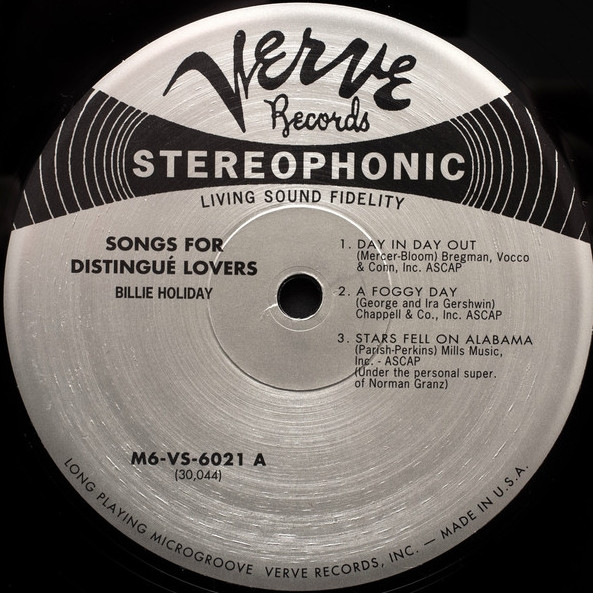 Verve
Records
STEREOPHONIC
LIVING SOUND FIDELITY
SONGS FOR
DISTINGUÉ LOVERS
BILLIE HOLIDAY
1. DAY IN DAY OUT
(Mercer-Bloom) Bregman, Vocco
& Conn, Inc. ASCAP
2. A FOGGY DAY
(George and Ira Gershwin)
Chappell & Co., Inc. ASCAP
3. STARS FELL ON ALABAMA
(Parish-Perkins) Mills Music,
Inc. - ASCAP
(Under the personal super.
of Norman Granz)
M6-VS-6021 A
(30,044)
LONG PLAYING MICROGROOVE VERVE RECORDS, INC. — MADE IN U.S.A.